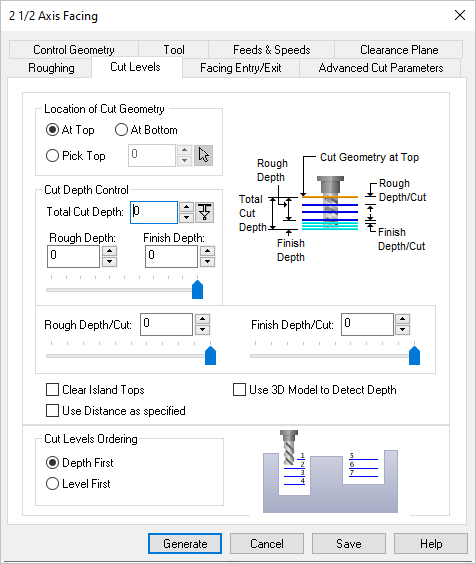 2 1/2 Axis Facing
Control Geometry Tool Feeds & Speeds Clearance Plane
Roughing Cut Levels Facing Entry/Exit Advanced Cut Parameters
Location of Cut Geometry
At Top At Bottom
Pick Top 0
Cut Depth Control
Total Cut Depth: 0
Rough Depth: Finish Depth:
0 0
Cut Geometry at Top
Rough
Depth
Total
Cut
Depth
Finish
Depth
Rough
Depth/Cut
Finish
Depth/Cut
Rough Depth/Cut: 0 Finish Depth/Cut: 0
Clear Island Tops Use 3D Model to Detect Depth
Use Distance as specified
Cut Levels Ordering
Depth First
Level First
1
2
3
4
5
6
7
Generate Cancel Save Help